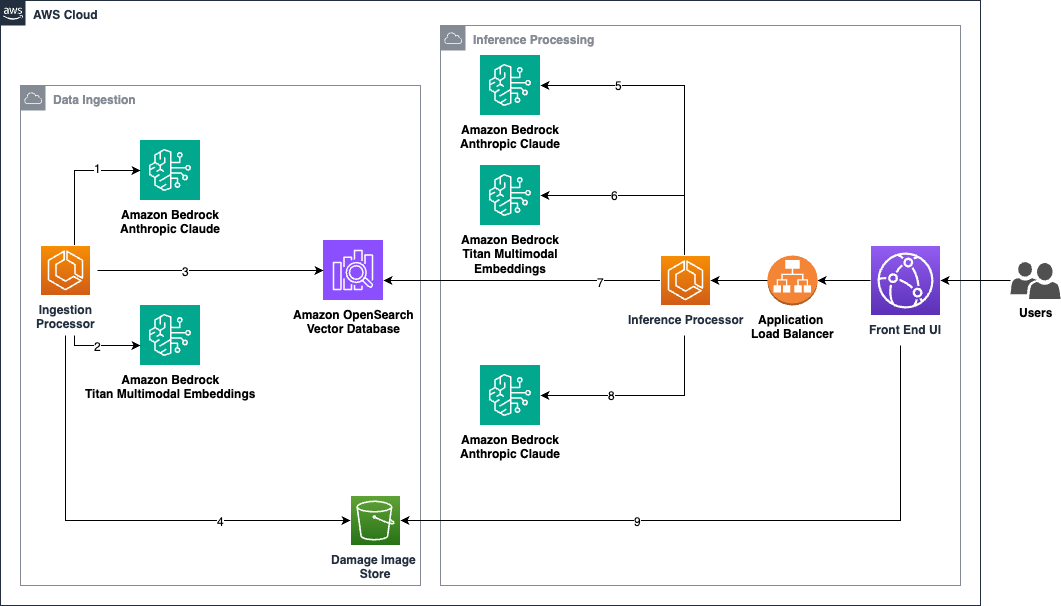 aws
AWS Cloud
Inference Processing
5
Amazon Bedrock
Anthropic Claude
Data Ingestion
1
Amazon Bedrock
Anthropic Claude
6
Amazon Bedrock
Titan Multimodal
Embeddings
3
7
Ingestion
Processor
Amazon OpenSearch
Vector Database
Inference Processor
Application
Load Balancer
Front End UI
Users
2
Amazon Bedrock
Titan Multimodal Embeddings
8
Amazon Bedrock
Anthropic Claude
4
9
Damage Image
Store